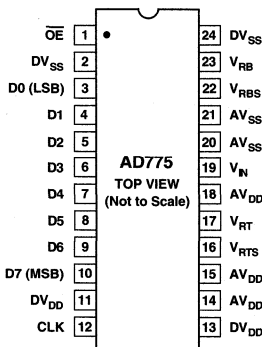 OE 1 24 DVSS
DVSS 2 23 VRB
D0 (LSB) 3 22 VRBS
D1 4 21 AVSS
D2 5 20 AVSS
D3 6 AD775 19 VIN
D4 7 TOP VIEW 18 AVDD
D5 8 (Not to Scale) 17 VRT
D6 9 16 VRTS
D7 (MSB) 10 15 AVDD
DVDD 11 14 AVDD
CLK 12 13 DVDD